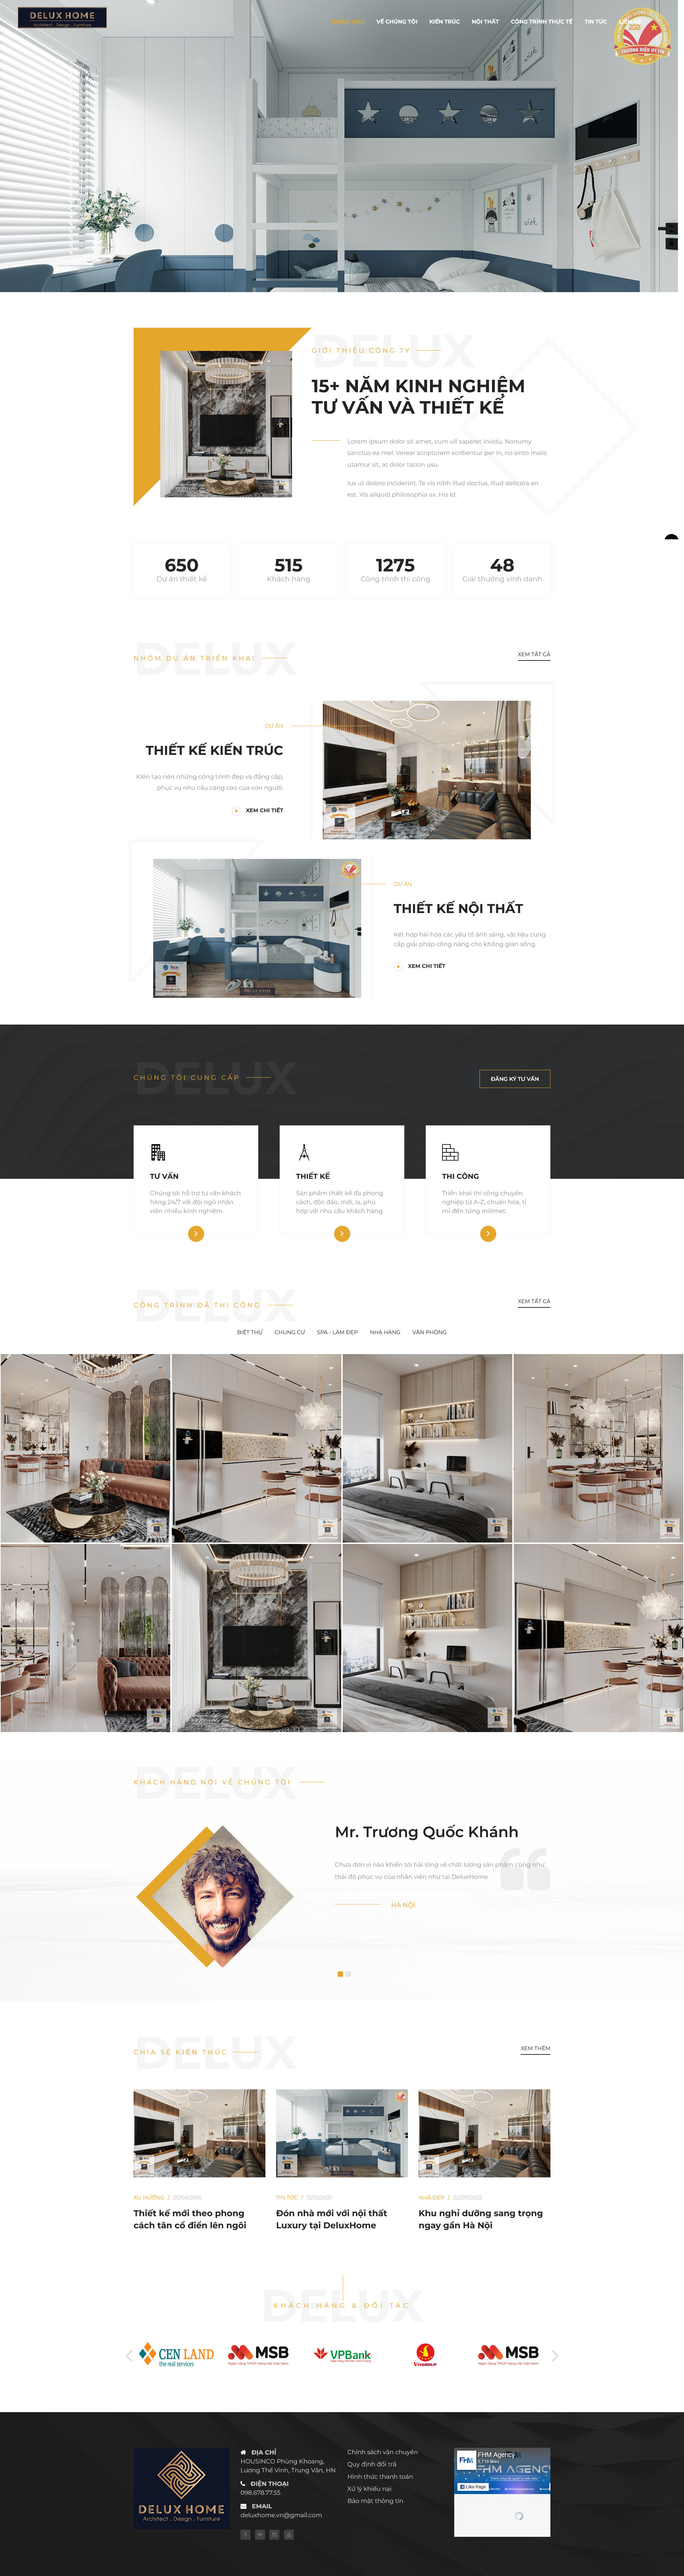 DELUX HOME
Architect . Design . Furniture
TRANG CHỦ
VỀ CHÚNG TÔI
KIẾN TRÚC
NỘI THẤT
CÔNG TRÌNH THỰC TẾ
TIN TỨC
LIÊN HỆ
THƯƠNG HIỆU UY TÍN
DELUX
GIỚI THIỆU CÔNG TY
15+ NĂM KINH NGHIỆM
TƯ VẤN VÀ THIẾT KẾ
Lorem ipsum dolor sit amet, cum ull saperet invidu. Nonumy
sanctus ea mel. Verear scriptorem scribentur per in, no sinto malis
utamur sit, at dolor tation usu.
Ius ut dolore inciderint. Te vis nibh illud doctus, illud delicata an
est. Vis aliquid philosophia ex. His id.
650
Dự án thiết kế
515
Khách hàng
1275
Công trình thi công
48
Giải thưởng vinh danh
DELUX
NHÓM DỰ ÁN TRIỂN KHAI
XEM TẤT CẢ
DỰ ÁN
THIẾT KẾ KIẾN TRÚC
Kiến tạo nên những công trình đẹp và đẳng cấp,
phục vụ nhu cầu càng cao của con người.
XEM CHI TIẾT
DỰ ÁN
THIẾT KẾ NỘI THẤT
Kết hợp hài hòa các yếu tố ánh sáng, vật liệu cung
cấp giải pháp công năng cho không gian sống.
XEM CHI TIẾT
DELUX HOME
DELUX
CHÚNG TÔI CUNG CẤP
ĐĂNG KÝ TƯ VẤN
TƯ VẤN
Chúng tôi hỗ trợ tư vấn khách
hàng 24/7 với đội ngũ nhân
viên nhiều kinh nghiệm.
THIẾT KẾ
Sản phẩm thiết kế đa phong
cách, độc đáo, mới, lạ, phù
hợp với nhu cầu khách hàng.
THI CÔNG
Triển khai thi công chuyên
nghiệp từ A-Z, chuẩn hóa, tỉ
mỉ đến từng milimet.
DELUX
CÔNG TRÌNH ĐÃ THI CÔNG
XEM TẤT CẢ
BIỆT THỰ
CHUNG CƯ
SPA - LÀM ĐẸP
NHÀ HÀNG
VĂN PHÒNG
DELUX
KHÁCH HÀNG NÓI VỀ CHÚNG TÔI
Mr. Trương Quốc Khánh
Chưa đơn vị nào khiến tôi hài lòng về chất lượng sản phẩm cũng như
thái độ phục vụ của nhân viên như tại DeluxHome
HÀ NỘI
DELUX
CHIA SẺ KIẾN THỨC
XEM THÊM
XU HƯỚNG /
Thiết kế mới theo phong
cách tân cổ điển lên ngôi
TIN TỨC /
Đón nhà mới với nội thất
Luxury tại DeluxHome
NHÀ ĐẸP /
Khu nghỉ dưỡng sang trọng
ngay gần Hà Nội
DELUX
KHÁCH HÀNG & ĐỐI TÁC
CEN LAND
the real services
MSB
VPBank
VINGROUP
MSB
DELUX HOME
Architect . Design . Furniture
ĐỊA CHỈ
HOUSINCO Phùng Khoang,
Lương Thế Vinh, Trung Văn, HN
ĐIỆN THOẠI
098.678.77.55
EMAIL
deluxhome.vn@gmail.com
Chính sách vận chuyển
Quy định đổi trả
Hình thức thanh toán
Xử lý khiếu nại
Bảo mật thông tin
FHM Agency
5,719 likes
Like Page